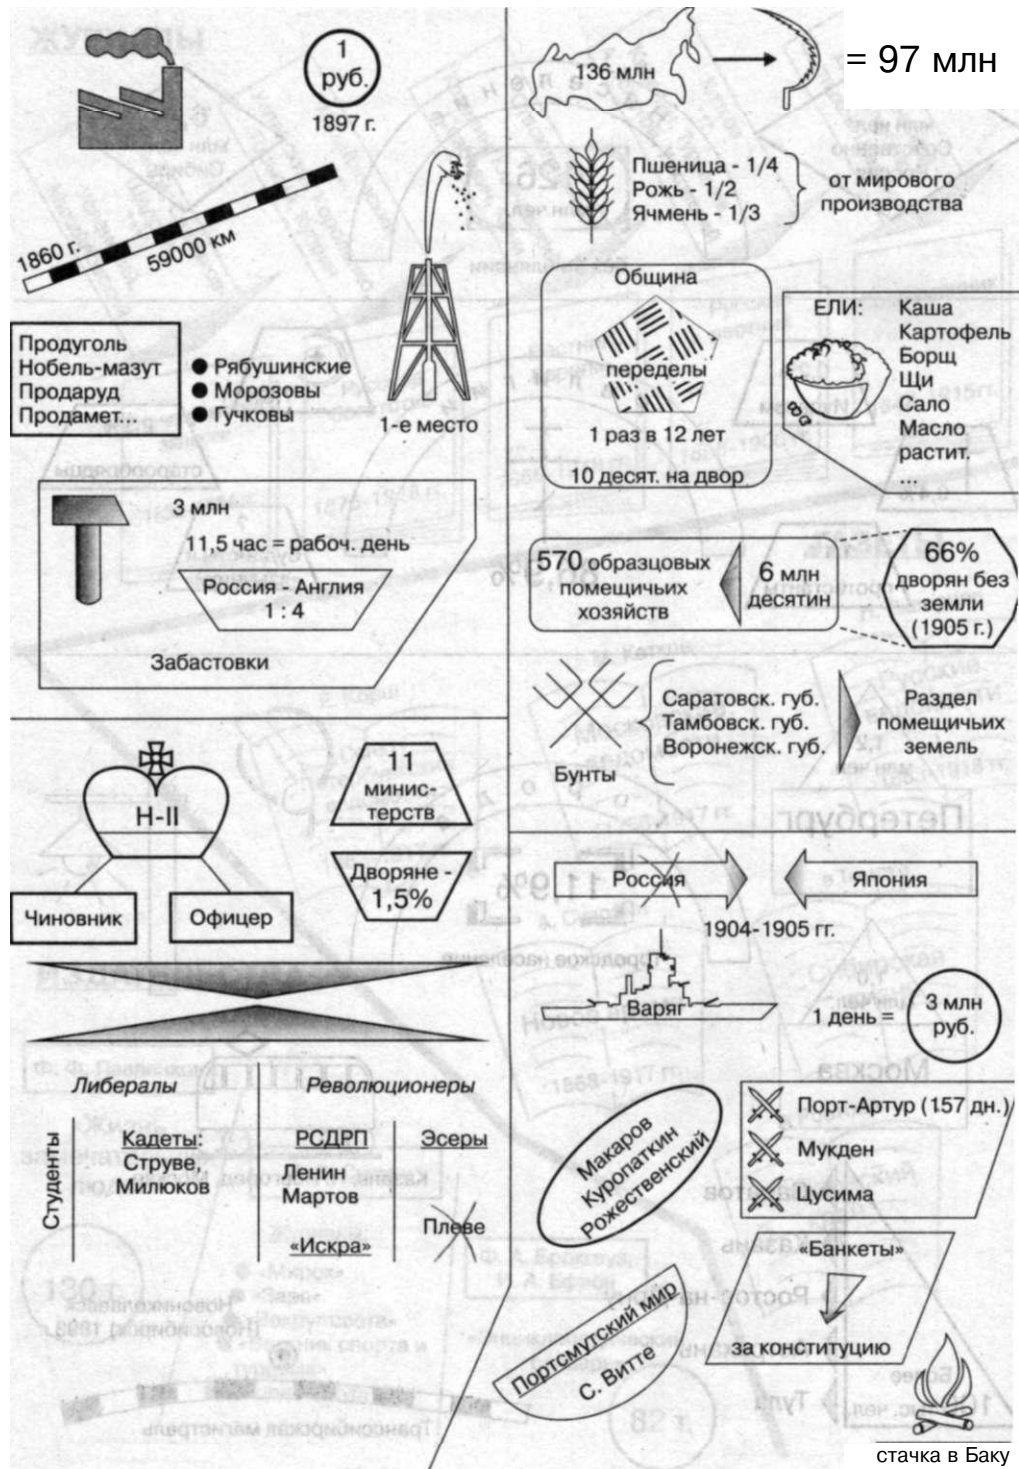 1
руб.
1897 г.
1860 г.
59000 км
Продуголь
Нобель-мазут
Продаруд
Продамет...
Рябушинские
Морозовы
Гучковы
1-е место
3 млн
11,5 час = рабоч. день
Россия - Англия
1 : 4
Забастовки
136 млн
= 97 млн
Пшеница - 1/4
Рожь - 1/2
Ячмень - 1/3
от мирового
производства
Община
переделы
1 раз в 12 лет
10 десят. на двор
ЕЛИ:
Каша
Картофель
Борщ
Щи
Сало
Масло
растит.
...
570 образцовых
помещичьих
хозяйств
6 млн
десятин
66%
дворян без
земли
(1905 г.)
Бунты
Саратовск. губ.
Тамбовск. губ.
Воронежск. губ.
Раздел
помещичьих
земель
Н-II
Чиновник
Офицер
11
минис-
терств
Дворяне -
1,5%
Либералы
Революционеры
Студенты
Кадеты:
Струве,
Милюков
РСДРП
Ленин
Мартов
«Искра»
Эсеры
Плеве
Россия
Япония
1904-1905 гг.
Варяг
1 день =
3 млн
руб.
Макаров
Куропаткин
Рожественский
Порт-Артур (157 дн.)
Мукден
Цусима
Портсмутский мир
С. Витте
«Банкеты»
за конституцию
стачка в Баку